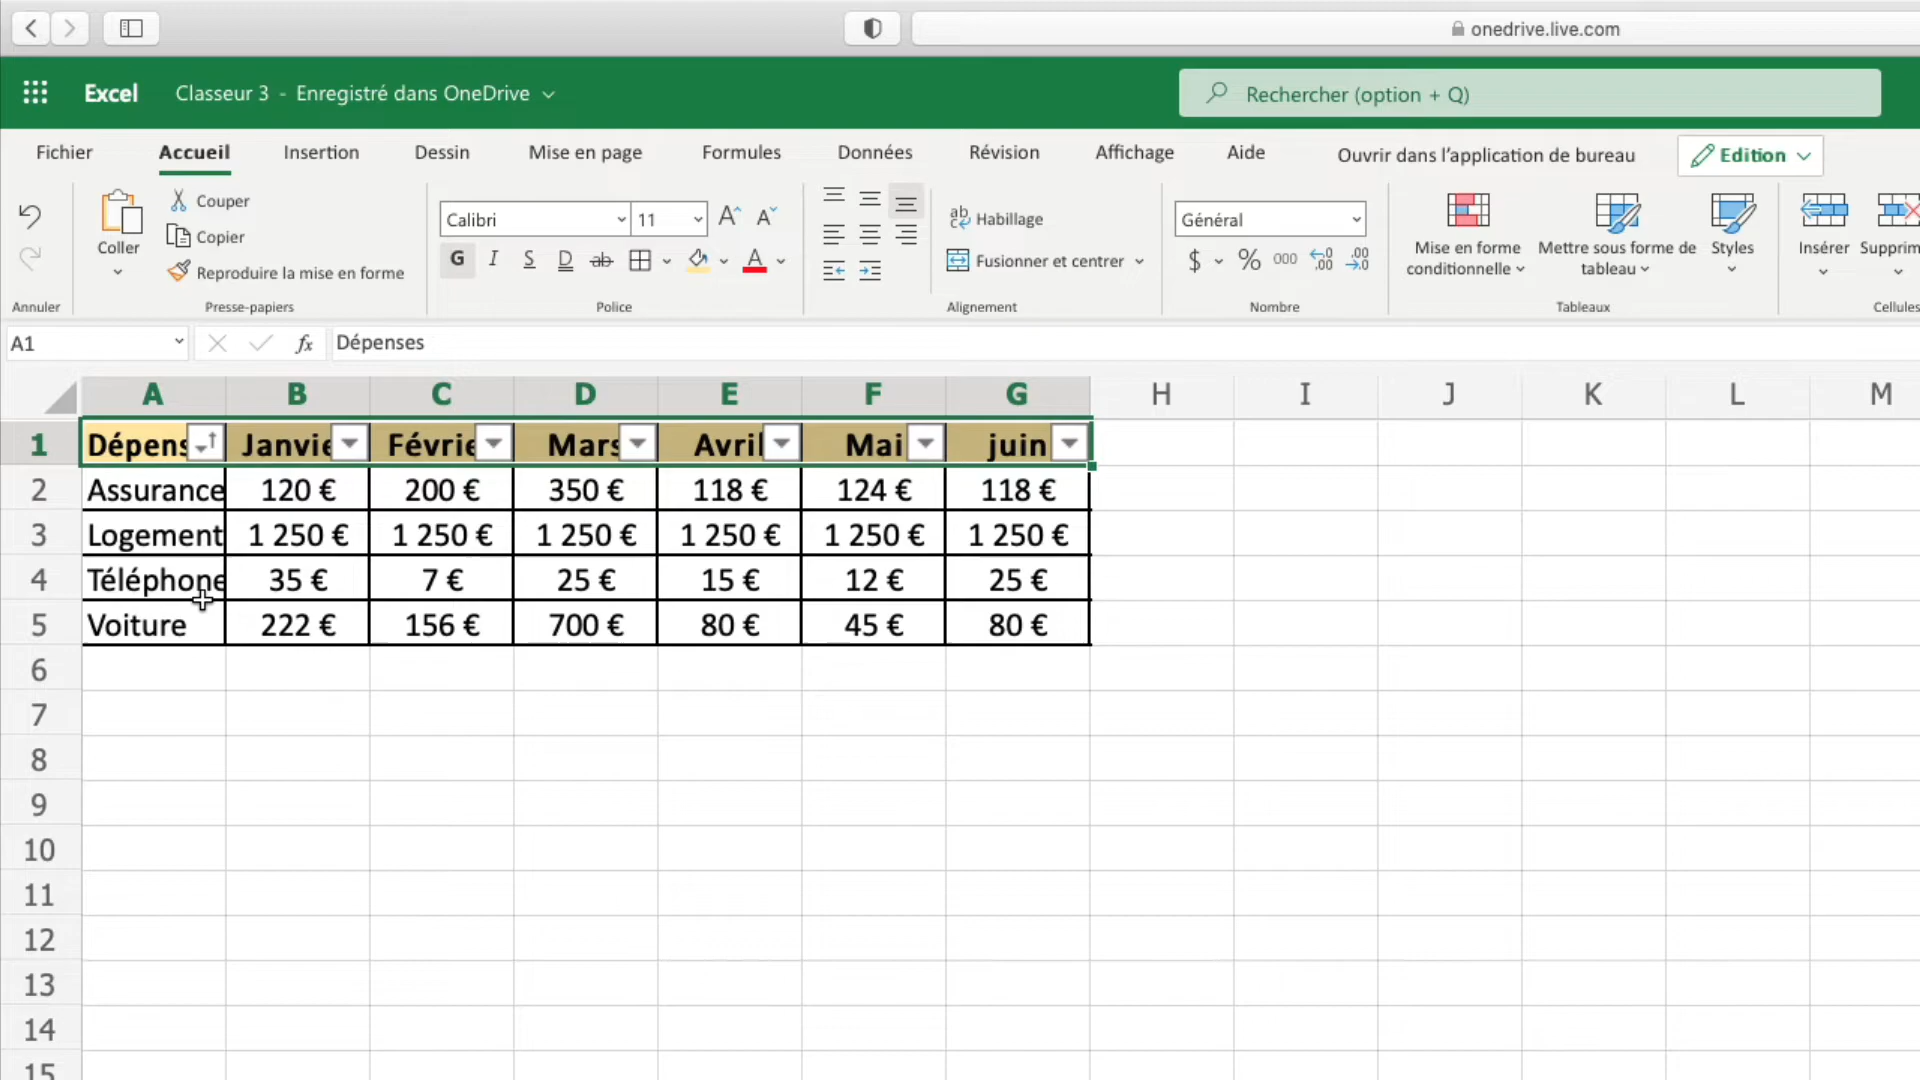 onedrive.live.com
Excel Classeur 3 - Enregistré dans OneDrive Rechercher (option + Q)
Fichier Accueil Insertion Dessin Mise en page Formules Données Révision Affichage Aide Ouvrir dans l'application de bureau Edition
Coller Couper
Copier
Reproduire la mise en forme
Calibri 11
G I S D ab
ab Habillage
Fusionner et centrer
Général
$ % 000 ,00 ,00
Mise en forme conditionnelle
Mettre sous forme de tableau
Styles
Insérer
Supprim
Annuler Presse-papiers Police Alignement Nombre Tableaux Cellules
A1 fx Dépenses
A B C D E F G H I J K L M
1 Dépens Janvie Févrie Mars Avril Mai juin
2 Assurance 120 € 200 € 350 € 118 € 124 € 118 €
3 Logement 1 250 € 1 250 € 1 250 € 1 250 € 1 250 € 1 250 €
4 Téléphone 35 € 7 € 25 € 15 € 12 € 25 €
5 Voiture 222 € 156 € 700 € 80 € 45 € 80 €
6
7
8
9
10
11
12
13
14
15